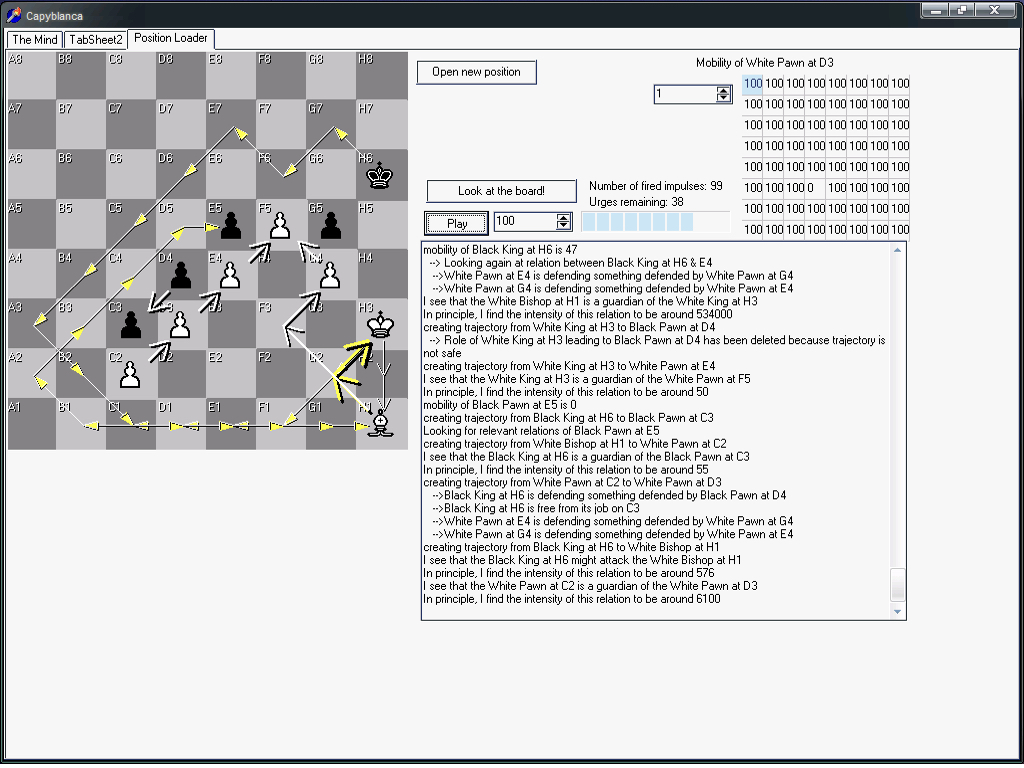 Capyblanca
The Mind TabSheet2 Position Loader
A8 B8 C8 D8 E8 F8 G8 H8
A7 B7 C7 D7 E7 F7 G7 H7
A6 B6 C6 D6 E6 F6 G6 H6
A5 B5 C5 D5 E5 F5 G5 H5
A4 B4 C4 D4 E4 F4 G4 H4
A3 B3 C3 D3 E3 F3 G3 H3
A2 B2 C2 D2 E2 F2 G2 H2
A1 B1 C1 D1 E1 F1 G1 H1
Open new position
Mobility of White Pawn at D3
1
100 100 100 100 100 100 100 100
100 100 100 100 100 100 100 100
100 100 100 100 100 100 100 100
100 100 100 100 100 100 100 100
100 100 100 100 100 100 100 100
100 100 100 0 100 100 100 100
100 100 100 100 100 100 100 100
100 100 100 100 100 100 100 100
Look at the board!
Number of fired impulses: 99
Urges remaining: 38
Play
100
mobility of Black King at H6 is 47
--> Looking again at relation between Black King at H6 & E4
-->White Pawn at E4 is defending something defended by White Pawn at G4
-->White Pawn at G4 is defending something defended by White Pawn at E4
I see that the White Bishop at H1 is a guardian of the White King at H3
In principle, I find the intensity of this relation to be around 534000
creating trajectory from White King at H3 to Black Pawn at D4
--> Role of White King at H3 leading to Black Pawn at D4 has been deleted because trajectory is
not safe
creating trajectory from White King at H3 to White Pawn at E4
I see that the White King at H3 is a guardian of the White Pawn at F5
In principle, I find the intensity of this relation to be around 50
mobility of Black Pawn at E5 is 0
creating trajectory from Black King at H6 to Black Pawn at C3
Looking for relevant relations of Black Pawn at E5
creating trajectory from White Bishop at H1 to White Pawn at C2
I see that the Black King at H6 is a guardian of the Black Pawn at C3
In principle, I find the intensity of this relation to be around 55
creating trajectory from White Pawn at C2 to White Pawn at D3
-->Black King at H6 is defending something defended by Black Pawn at D4
-->Black King at H6 is free from its job on C3
-->White Pawn at E4 is defending something defended by White Pawn at G4
-->White Pawn at G4 is defending something defended by White Pawn at E4
creating trajectory from Black King at H6 to White Bishop at H1
I see that the Black King at H6 might attack the White Bishop at H1
In principle, I find the intensity of this relation to be around 576
I see that the White Pawn at C2 is a guardian of the White Pawn at D3
In principle, I find the intensity of this relation to be around 6100